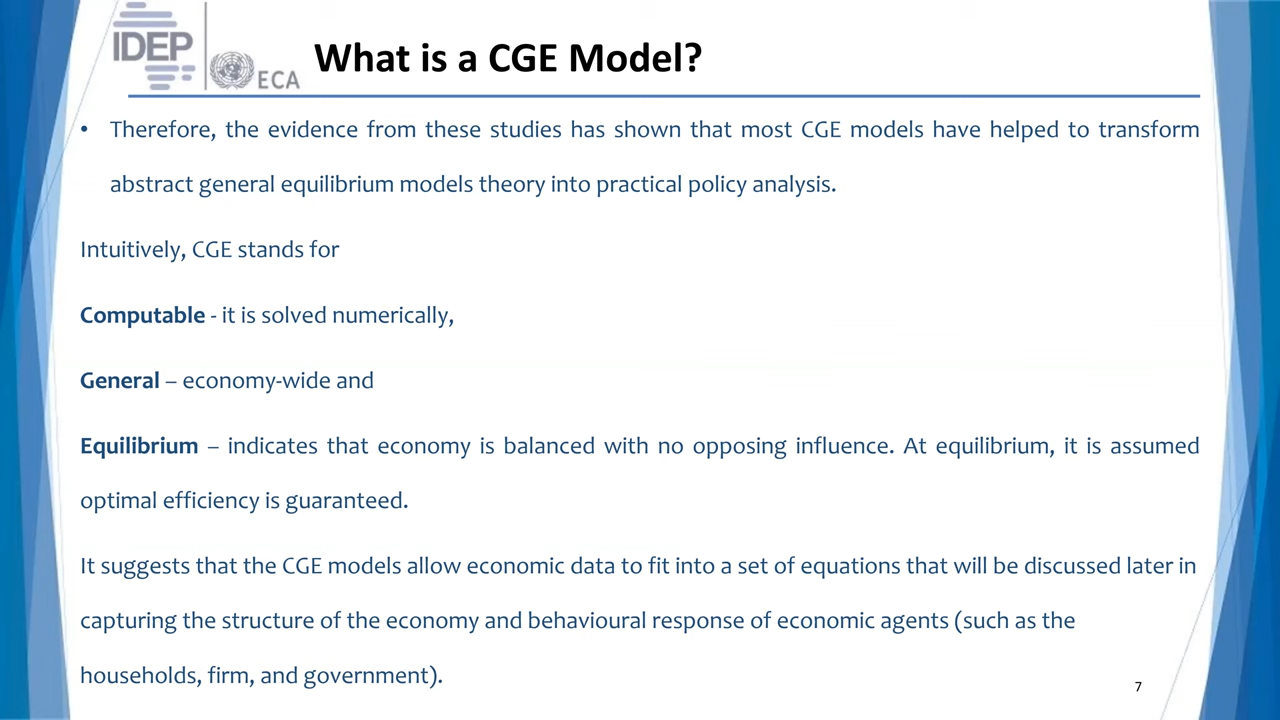 IDEP
ECA
What is a CGE Model?
• Therefore, the evidence from these studies has shown that most CGE models have helped to transform
abstract general equilibrium models theory into practical policy analysis.
Intuitively, CGE stands for
Computable - it is solved numerically,
General – economy-wide and
Equilibrium – indicates that economy is balanced with no opposing influence. At equilibrium, it is assumed
optimal efficiency is guaranteed.
It suggests that the CGE models allow economic data to fit into a set of equations that will be discussed later in
capturing the structure of the economy and behavioural response of economic agents (such as the
households, firm, and government).
7